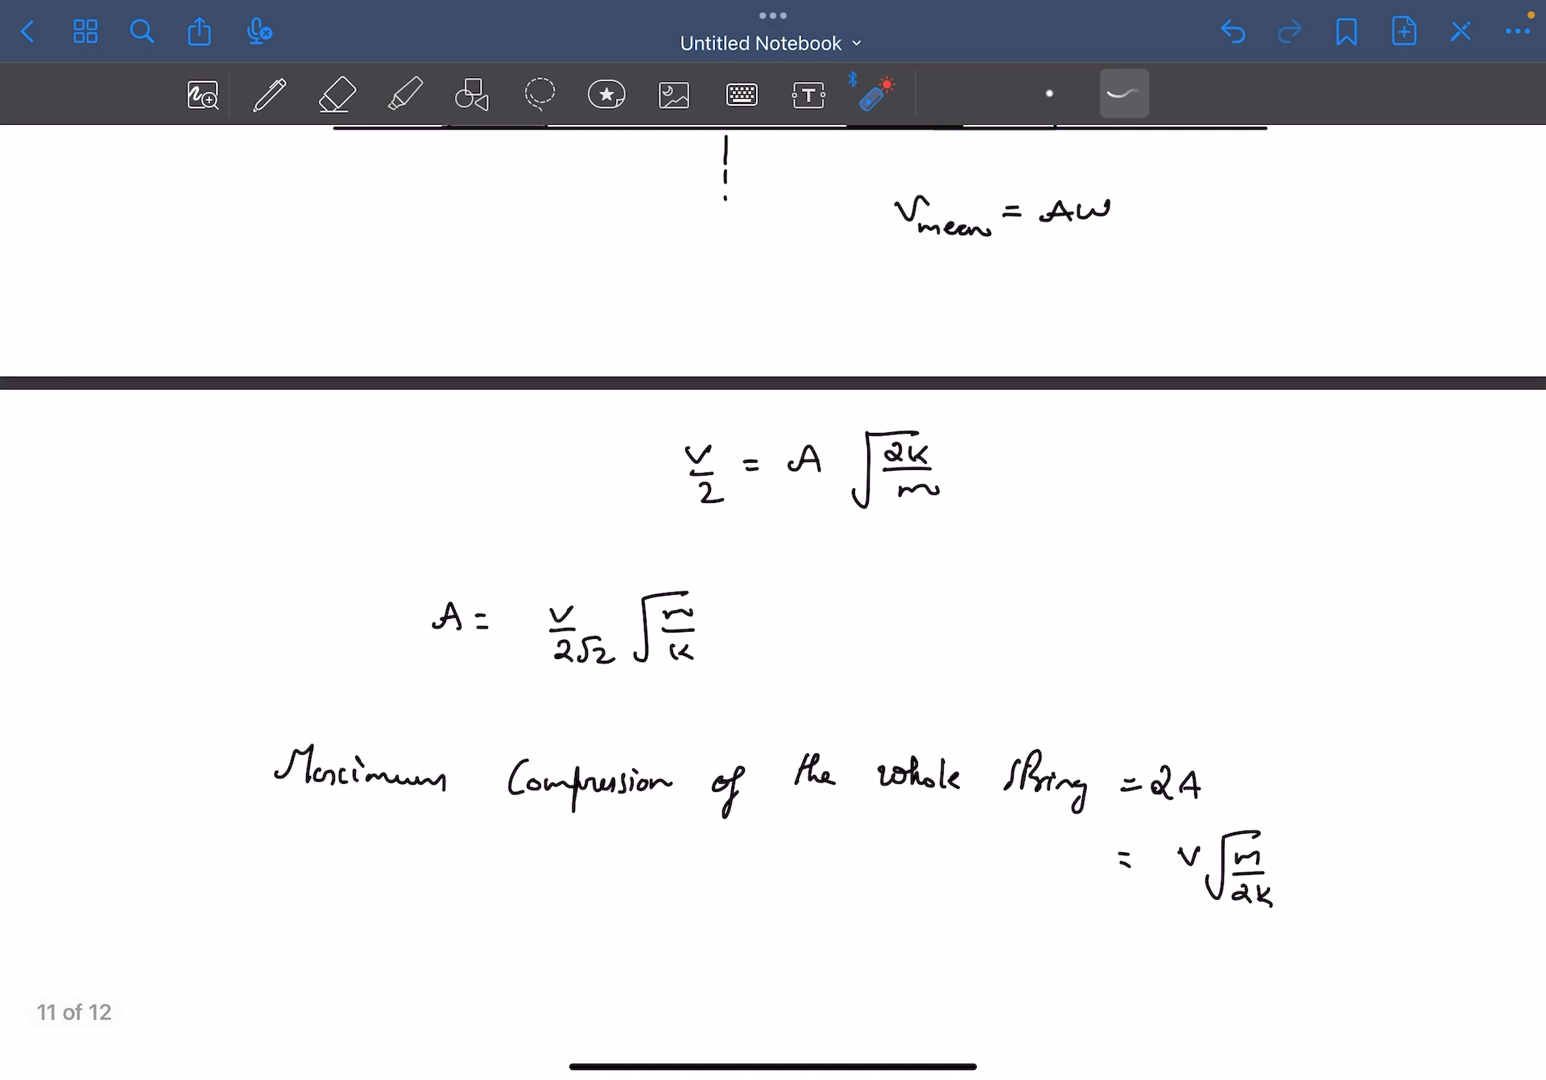 Untitled Notebook
T
V_mean = Aω
v/2 = A √(2K/m)
A = v/(2√2) √(m/K)
Maximum Compression of the whole spring = 2A
= v √(m/2K)
11 of 12